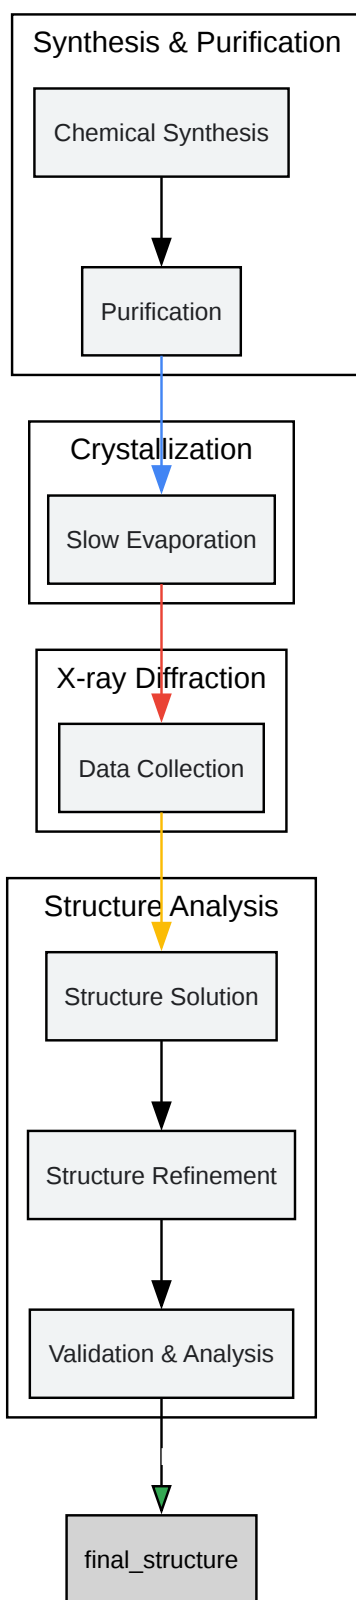 Synthesis & Purification
Chemical Synthesis
Purification
Crystallization
Slow Evaporation
X-ray Diffraction
Data Collection
Structure Analysis
Structure Solution
Structure Refinement
Validation & Analysis
final_structure